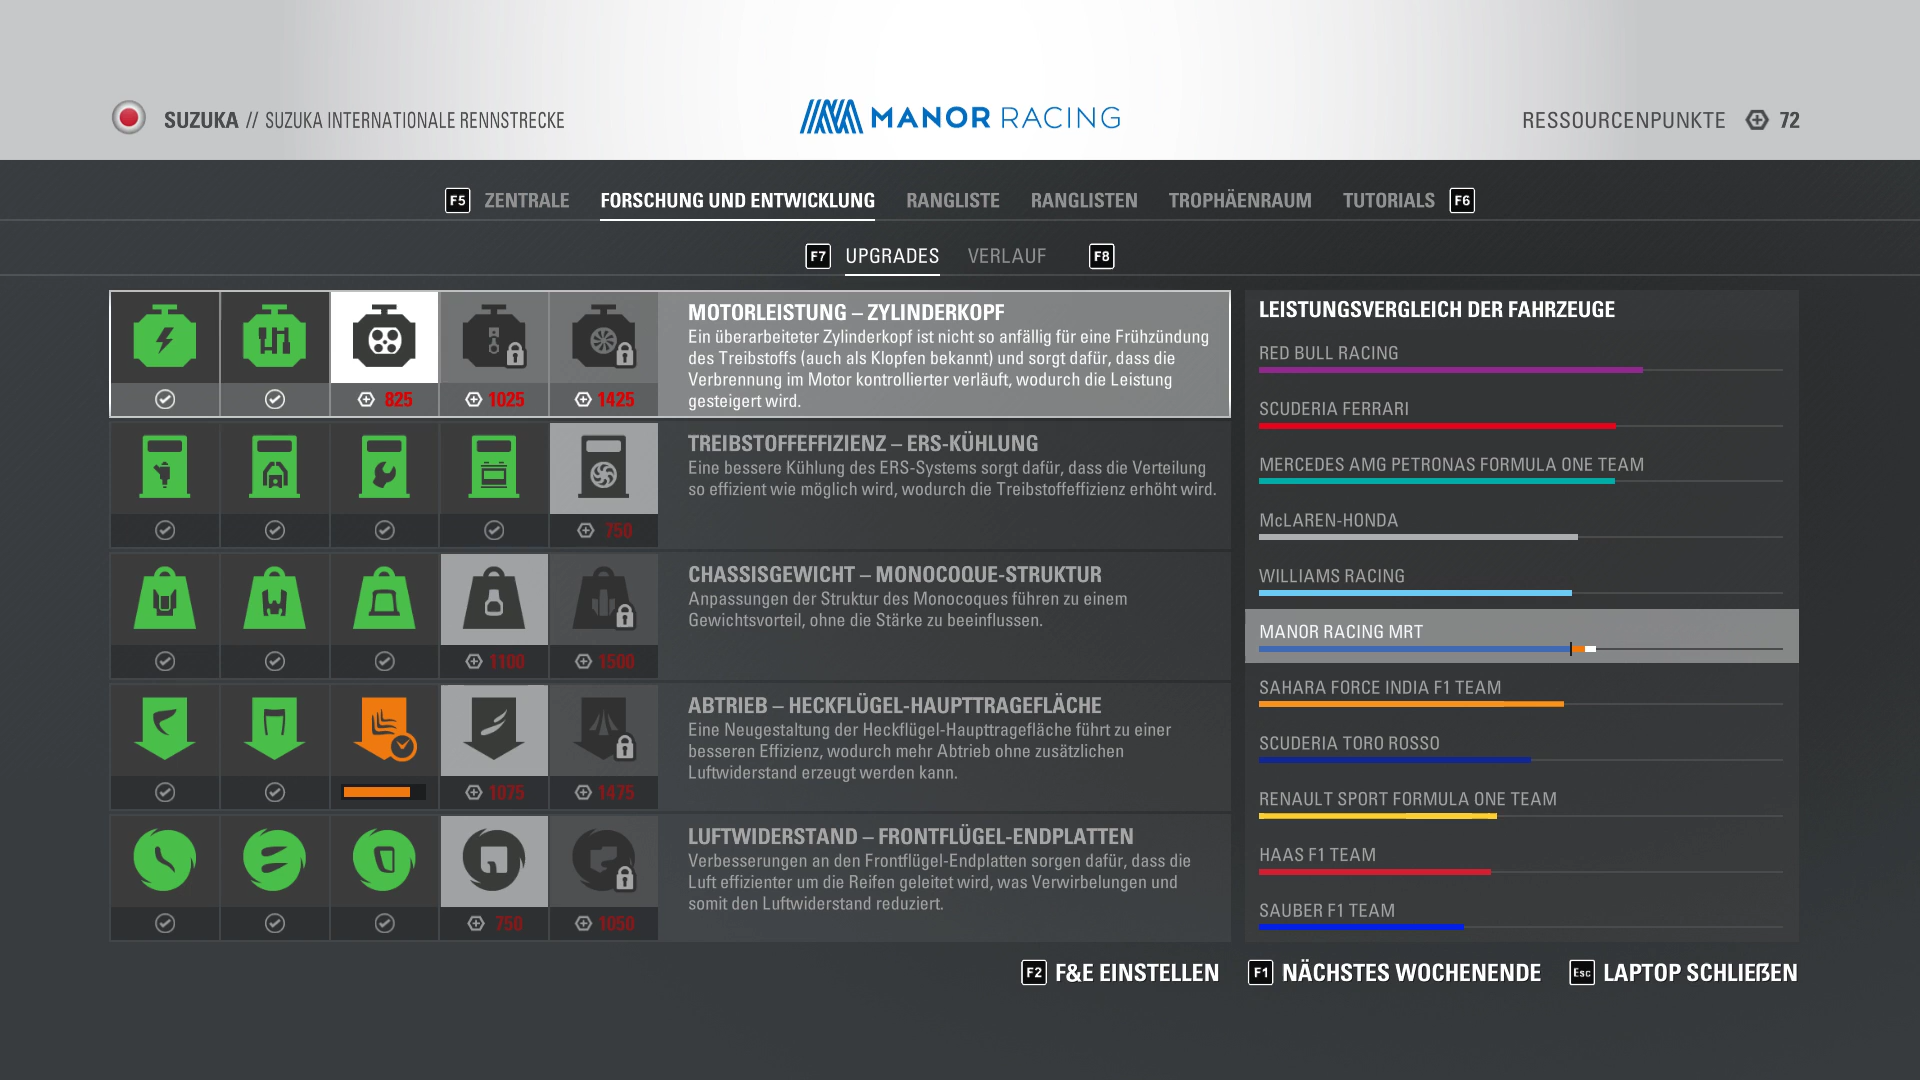 SUZUKA // SUZUKA INTERNATIONALE RENNSTRECKE
MANOR RACING
RESSOURCENPUNKTE 72
F5 ZENTRALE FORSCHUNG UND ENTWICKLUNG RANGLISTE RANGLISTEN TROPHÄENRAUM TUTORIALS F6
F7 UPGRADES VERLAUF F8
825 1025 1425
MOTORLEISTUNG – ZYLINDERKOPF
Ein überarbeiteter Zylinderkopf ist nicht so anfällig für eine Frühzündung
des Treibstoffs (auch als Klopfen bekannt) und sorgt dafür, dass die
Verbrennung im Motor kontrollierter verläuft, wodurch die Leistung
gesteigert wird.
750
TREIBSTOFFEFFIZIENZ – ERS-KÜHLUNG
Eine bessere Kühlung des ERS-Systems sorgt dafür, dass die Verteilung
so effizient wie möglich wird, wodurch die Treibstoffeffizienz erhöht wird.
1100 1500
CHASSISGEWICHT – MONOCOQUE-STRUKTUR
Anpassungen der Struktur des Monocoques führen zu einem
Gewichtsvorteil, ohne die Stärke zu beeinflussen.
1075 1475
ABTRIEB – HECKFLÜGEL-HAUPTTRAGEFLÄCHE
Eine Neugestaltung der Heckflügel-Haupttragefläche führt zu einer
besseren Effizienz, wodurch mehr Abtrieb ohne zusätzlichen
Luftwiderstand erzeugt werden kann.
750 1050
LUFTWIDERSTAND – FRONTFLÜGEL-ENDPLATTEN
Verbesserungen an den Frontflügel-Endplatten sorgen dafür, dass die
Luft effizienter um die Reifen geleitet wird, was Verwirbelungen und
somit den Luftwiderstand reduziert.
LEISTUNGSVERGLEICH DER FAHRZEUGE
RED BULL RACING
SCUDERIA FERRARI
MERCEDES AMG PETRONAS FORMULA ONE TEAM
McLAREN-HONDA
WILLIAMS RACING
MANOR RACING MRT
SAHARA FORCE INDIA F1 TEAM
SCUDERIA TORO ROSSO
RENAULT SPORT FORMULA ONE TEAM
HAAS F1 TEAM
SAUBER F1 TEAM
F2 F&E EINSTELLEN F1 NÄCHSTES WOCHENENDE Esc LAPTOP SCHLIEßEN